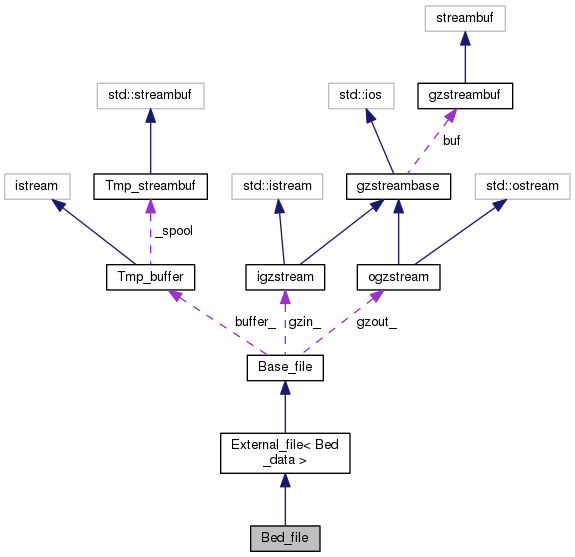 streambuf
std::streambuf
std::ios
gzstreambuf
buf
istream
Tmp_streambuf
std::istream
gzstreambase
std::ostream
_spool
Tmp_buffer
igzstream
ogzstream
buffer_
gzin_
gzout_
Base_file
External_file< Bed
_data >
Bed_file